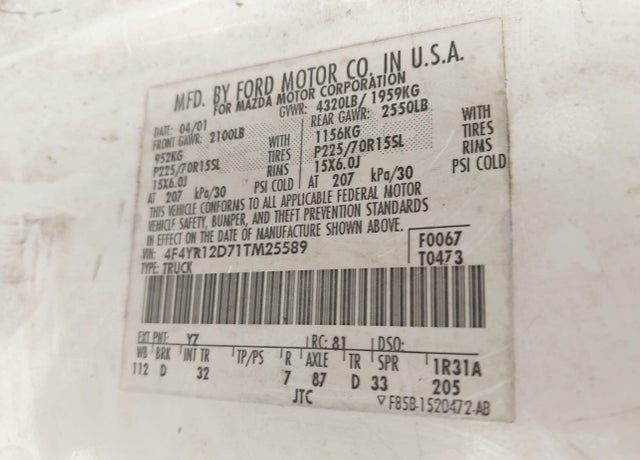 MFD. BY FORD MOTOR CO. IN U.S.A.
FOR MAZDA MOTOR CORPORATION
DATE: 04/01 GVWR: 4320LB/ 1959KG
FRONT GAWR: 2100LB REAR GAWR: 2550LB
952KG WITH 1156KG WITH
P225/70R15SL TIRES P225/70R15SL TIRES
15X6.0J RIMS 15X6.0J RIMS
AT 207 kPa/30 PSI COLD AT 207 kPa/30 PSI COLD
THIS VEHICLE CONFORMS TO ALL APPLICABLE FEDERAL MOTOR
VEHICLE SAFETY, BUMPER, AND THEFT PREVENTION STANDARDS
IN EFFECT ON THE DATE OF MANUFACTURE SHOWN ABOVE.
VIN: 4F4YR12D71TM25589 F0067
TYPE: TRUCK T0473
EXT PNT: Y7 RC: 81 DSO:
WB BRK INT TR TP/PS R AXLE TR SPR 1R31A
112 D 32 7 87 D 33 205
JTC ▽ F85B-1520472-AB